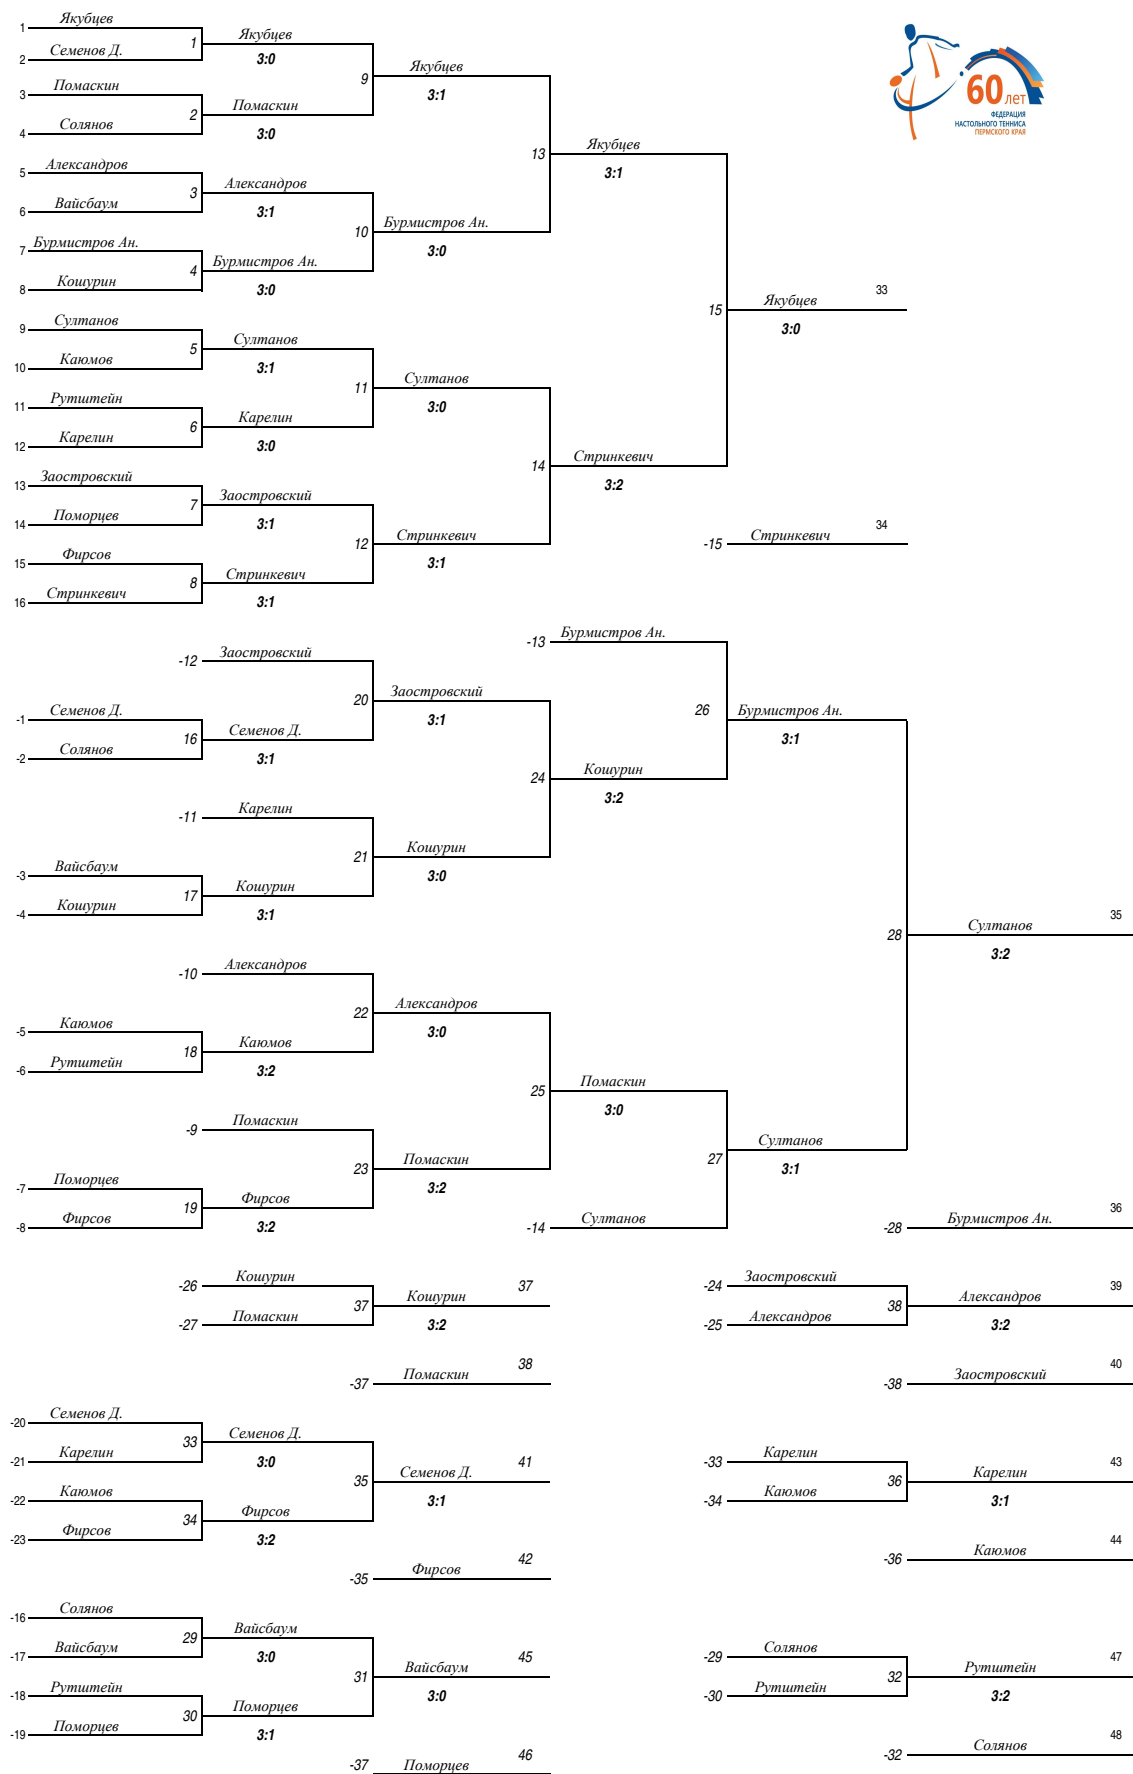 1 Якубцев
2 Семенов Д.
1 Якубцев
3:0
3 Помаскин
4 Солянов
2 Помаскин
3:0
9 Якубцев
3:1
60 лет
ФЕДЕРАЦИЯ
НАСТОЛЬНОГО ТЕННИСА
ПЕРМСКОГО КРАЯ
5 Александров
6 Вайсбаум
3 Александров
3:1
7 Бурмистров Ан.
8 Кошурин
4 Бурмистров Ан.
3:0
10 Бурмистров Ан.
3:0
13 Якубцев
3:1
9 Султанов
10 Каюмов
5 Султанов
3:1
11 Рутштейн
12 Карелин
6 Карелин
3:0
11 Султанов
3:0
13 Заостровский
14 Поморцев
7 Заостровский
3:1
15 Фирсов
16 Стринкевич
8 Стринкевич
3:1
12 Стринкевич
3:1
14 Стринкевич
3:2
15 Якубцев 33
3:0
-15 Стринкевич 34
-12 Заостровский
-1 Семенов Д.
-2 Солянов
16 Семенов Д.
3:1
20 Заостровский
3:1
-11 Карелин
-3 Вайсбаум
-4 Кошурин
17 Кошурин
3:1
21 Кошурин
3:0
24 Кошурин
3:2
-13 Бурмистров Ан.
26 Бурмистров Ан.
3:1
-10 Александров
-5 Каюмов
-6 Рутштейн
18 Каюмов
3:2
22 Александров
3:0
-9 Помаскин
-7 Поморцев
-8 Фирсов
19 Фирсов
3:2
23 Помаскин
3:2
25 Помаскин
3:0
-14 Султанов
27 Султанов
3:1
28 Султанов 35
3:2
-28 Бурмистров Ан. 36
-26 Кошурин
-27 Помаскин
37 Кошурин 37
3:2
-37 Помаскин 38
-24 Заостровский
-25 Александров
38 Александров 39
3:2
-38 Заостровский 40
-20 Семенов Д.
-21 Карелин
33 Семенов Д.
3:0
-22 Каюмов
-23 Фирсов
34 Фирсов
3:2
35 Семенов Д. 41
3:1
-35 Фирсов 42
-33 Карелин
-34 Каюмов
36 Карелин 43
3:1
-36 Каюмов 44
-16 Солянов
-17 Вайсбаум
29 Вайсбаум
3:0
-18 Рутштейн
-19 Поморцев
30 Поморцев
3:1
31 Вайсбаум 45
3:0
-37 Поморцев 46
-29 Солянов
-30 Рутштейн
32 Рутштейн 47
3:2
-32 Солянов 48